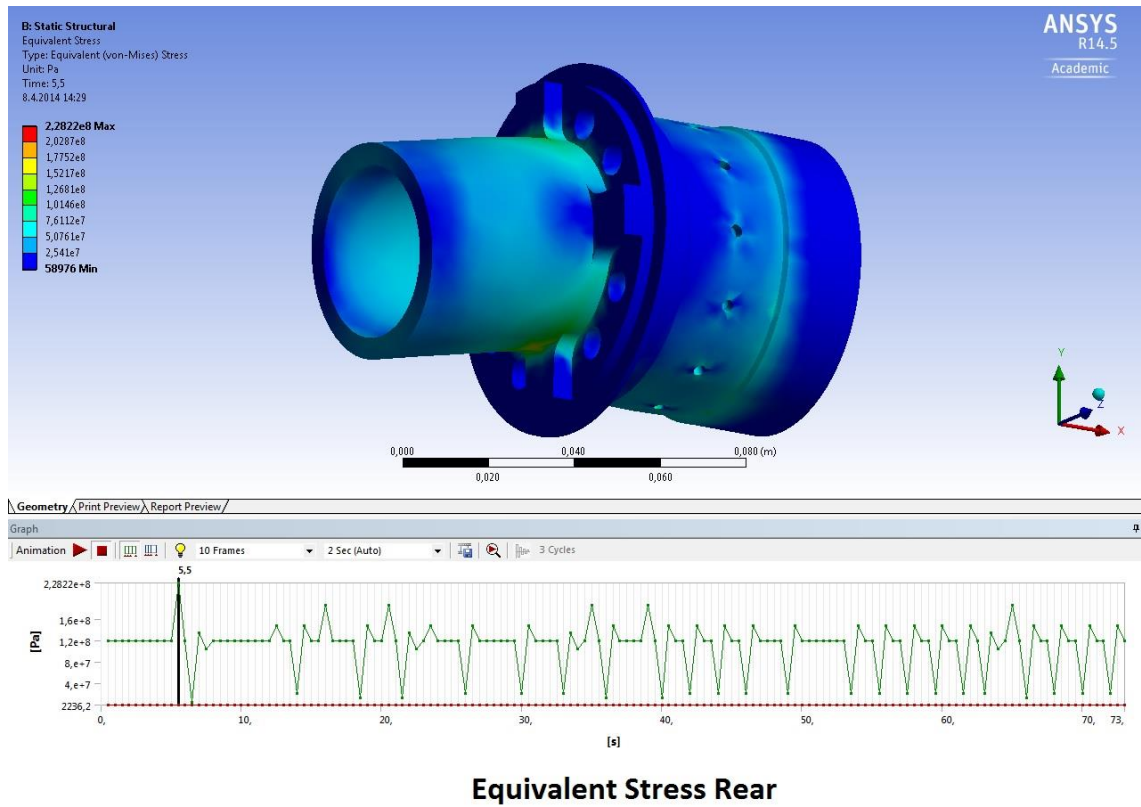 B: Static Structural
Equivalent Stress
Type: Equivalent (von-Mises) Stress
Unit: Pa
Time: 5,5
8.4.2014 14:29
2,2822e8 Max
2,0287e8
1,7752e8
1,5217e8
1,2681e8
1,0146e8
7,6112e7
5,0761e7
2,541e7
58976 Min
ANSYS
R14.5
Academic
Y
Z
X
0,000 0,040 0,080 (m)
0,020 0,060
Geometry Print Preview Report Preview
Graph
Animation 10 Frames 2 Sec (Auto) 3 Cycles
5,5
2,2822e+8
1,6e+8
1,2e+8
8,e+7
4,e+7
2236,2
[Pa]
0, 10, 20, 30, 40, 50, 60, 70, 73,
[s]
Equivalent Stress Rear